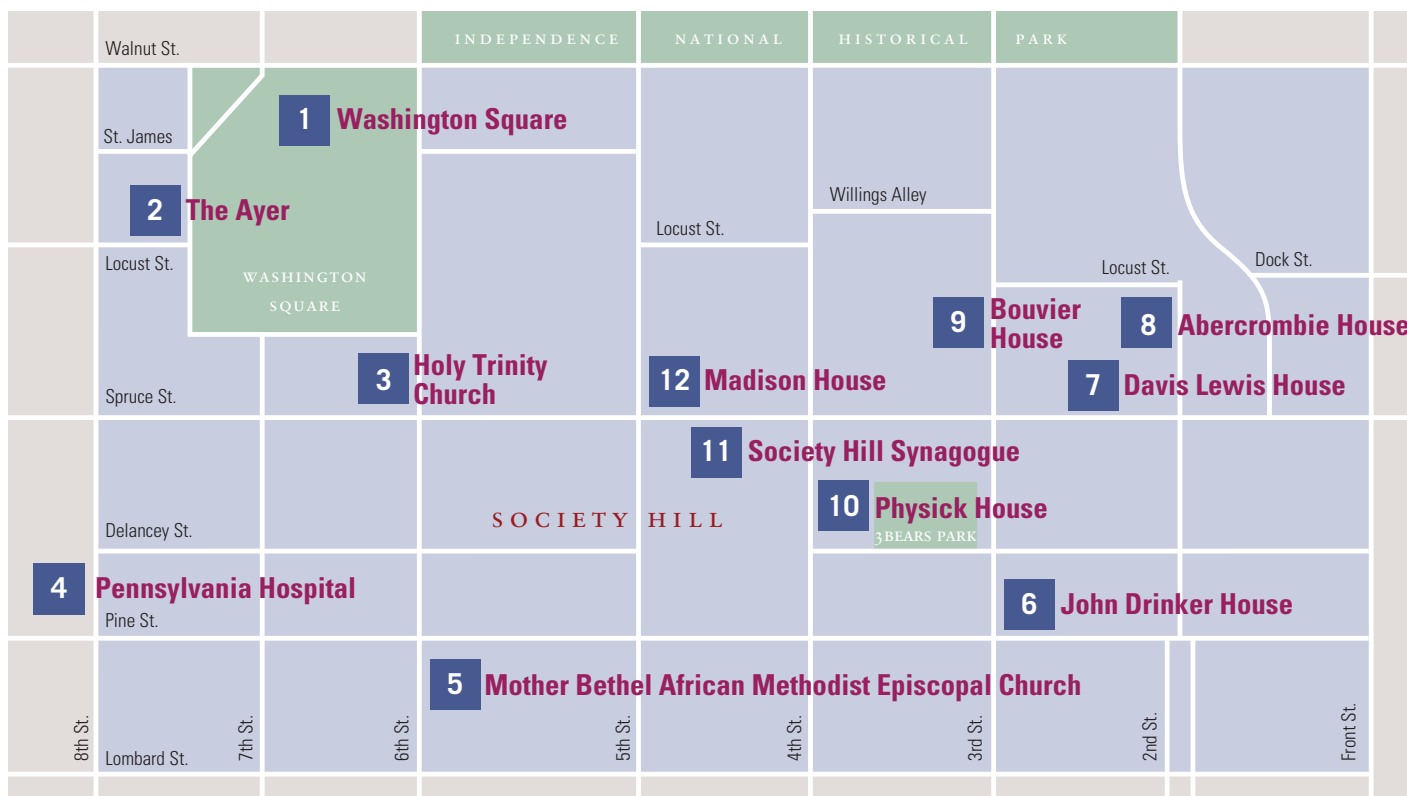 INDEPENDENCE NATIONAL HISTORICAL PARK
Walnut St.
1 Washington Square
St. James
Willings Alley
2 The Ayer
Locust St.
Locust St.
Dock St.
Locust St.
WASHINGTON
SQUARE
9 Bouvier
House
8 Abercrombie House
3 Holy Trinity
Church
12 Madison House
7 Davis Lewis House
Spruce St.
11 Society Hill Synagogue
10 Physick House
3 BEARS PARK
SOCIETY HILL
Delancey St.
4 Pennsylvania Hospital
6 John Drinker House
Pine St.
5 Mother Bethel African Methodist Episcopal Church
8th St.
7th St.
6th St.
5th St.
4th St.
3rd St.
2nd St.
Front St.
Lombard St.